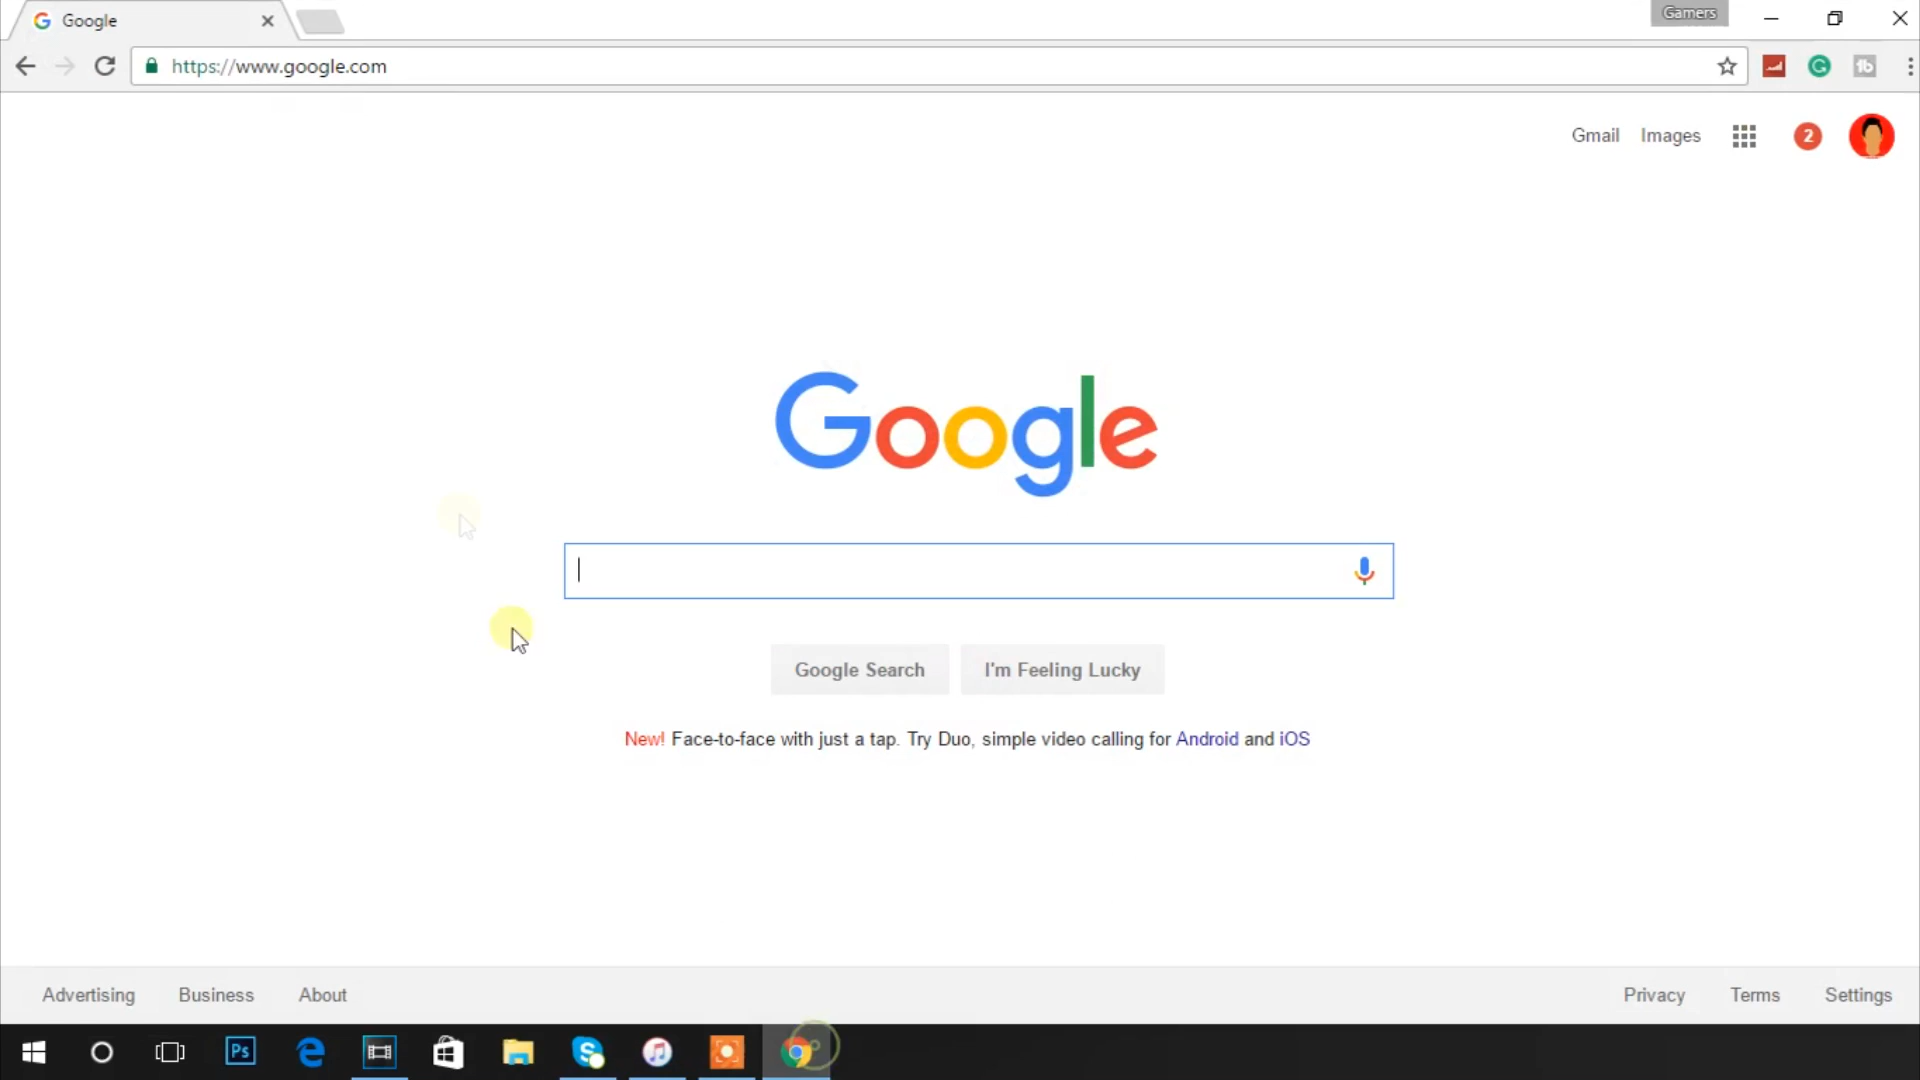 Google
Gamers
https://www.google.com
Gmail Images 2
Google
Google Search I'm Feeling Lucky
New! Face-to-face with just a tap. Try Duo, simple video calling for Android and iOS
Advertising Business About Privacy Terms Settings
Ps